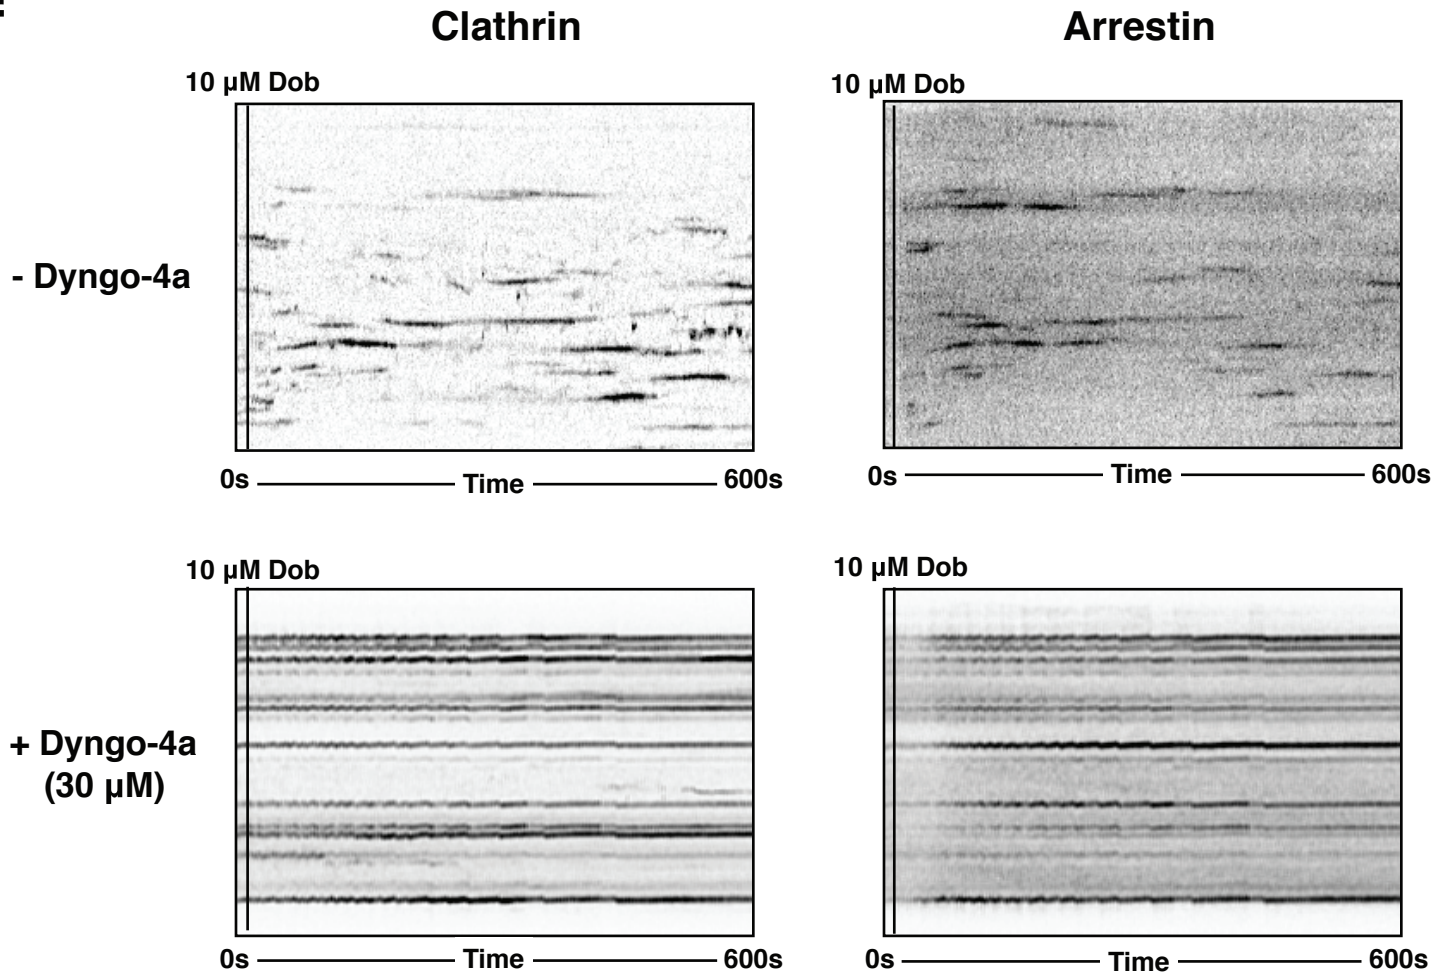 Clathrin Arrestin
10 µM Dob 10 µM Dob
- Dyngo-4a
0s Time 600s 0s Time 600s
10 µM Dob 10 µM Dob
+ Dyngo-4a
(30 µM)
0s Time 600s 0s Time 600s